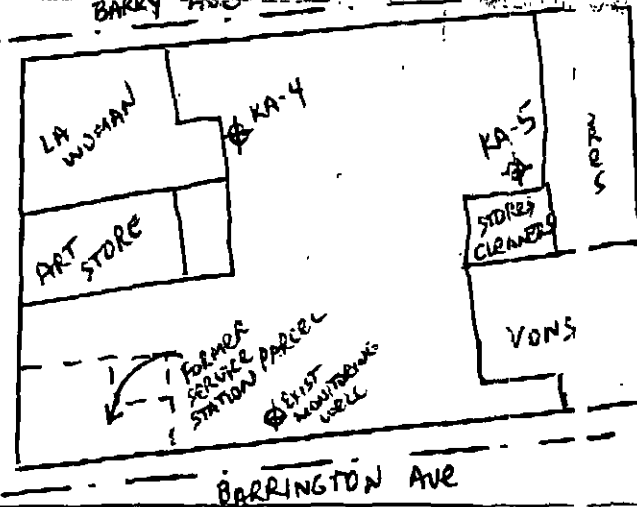 BARRY AVE
LA
WOMAN
KA-4
KA-5
RES
ART
STORE
STORES
CLEANERS
VONS
FORMER
SERVICE
STATION PARCEL
EXIST
MONITORING
WELL
BARRINGTON AVE